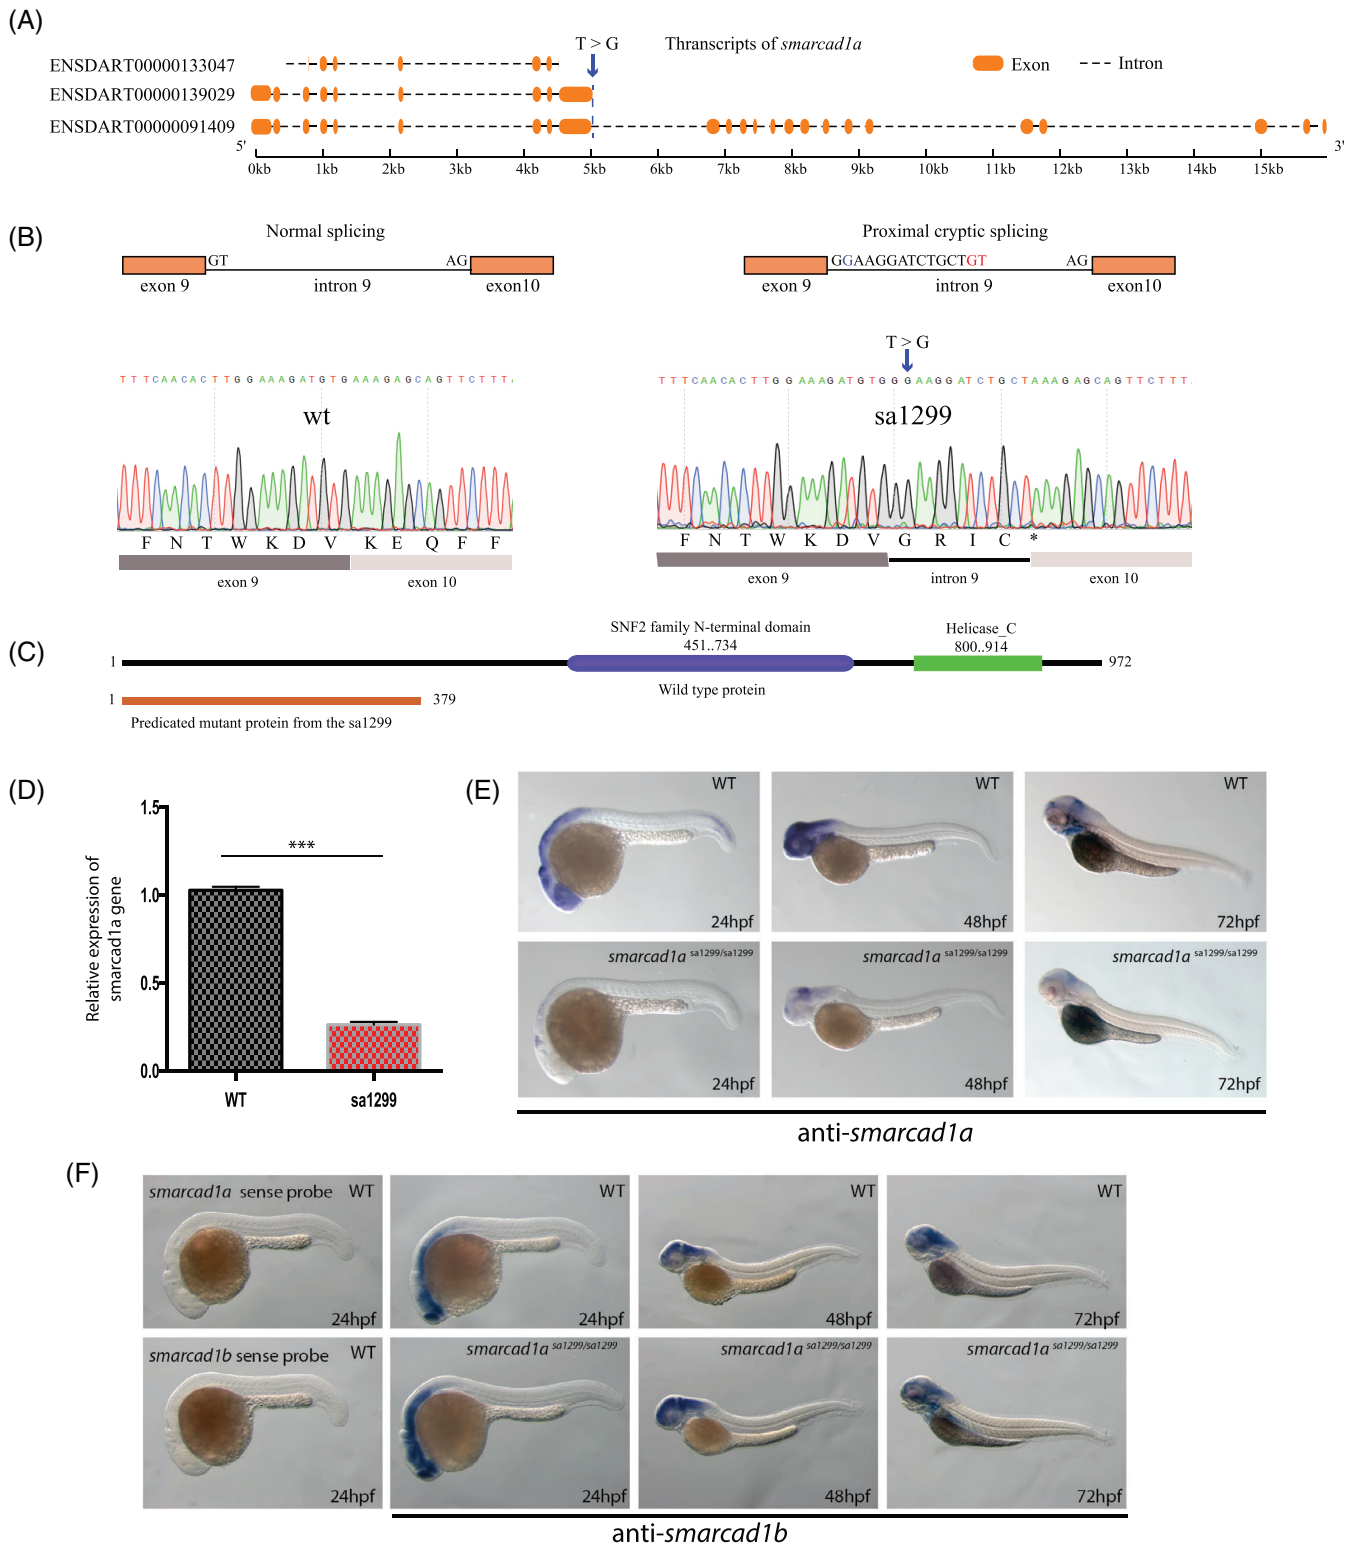 (A)
T > G
Thranscripts of smarcad1a
Exon
Intron
ENSDART00000133047
ENSDART00000139029
ENSDART00000091409
5'
3'
0kb 1kb 2kb 3kb 4kb 5kb 6kb 7kb 8kb 9kb 10kb 11kb 12kb 13kb 14kb 15kb
(B)
Normal splicing
GT AG
exon 9 intron 9 exon10
Proximal cryptic splicing
GGAAGGATCTGCTGT AG
exon 9 intron 9 exon10
TTTCAACACTTGGAAAGATGTGAAAGAGCAGTTCTTT
wt
F N T W K D V K E Q F F
exon 9 exon 10
T > G
TTTCAACACTTGGAAAGATGTGGGAAGGATCTGCTAAAGAGCAGTTCTTT
sa1299
F N T W K D V G R I C *
exon 9 intron 9 exon 10
(C)
SNF2 family N-terminal domain
451..734
Helicase_C
800..914
1 972
Wild type protein
1 379
Predicated mutant protein from the sa1299
(D)
Relative expression of
smarcad1a gene
1.5
1.0
0.5
0.0
***
WT sa1299
(E)
WT
24hpf
WT
48hpf
WT
72hpf
smarcad1a sa1299/sa1299
24hpf
smarcad1a sa1299/sa1299
48hpf
smarcad1a sa1299/sa1299
72hpf
anti-smarcad1a
(F)
smarcad1a sense probe WT
24hpf
WT
24hpf
WT
48hpf
WT
72hpf
smarcad1b sense probe WT
24hpf
smarcad1a sa1299/sa1299
24hpf
smarcad1a sa1299/sa1299
48hpf
smarcad1a sa1299/sa1299
72hpf
anti-smarcad1b